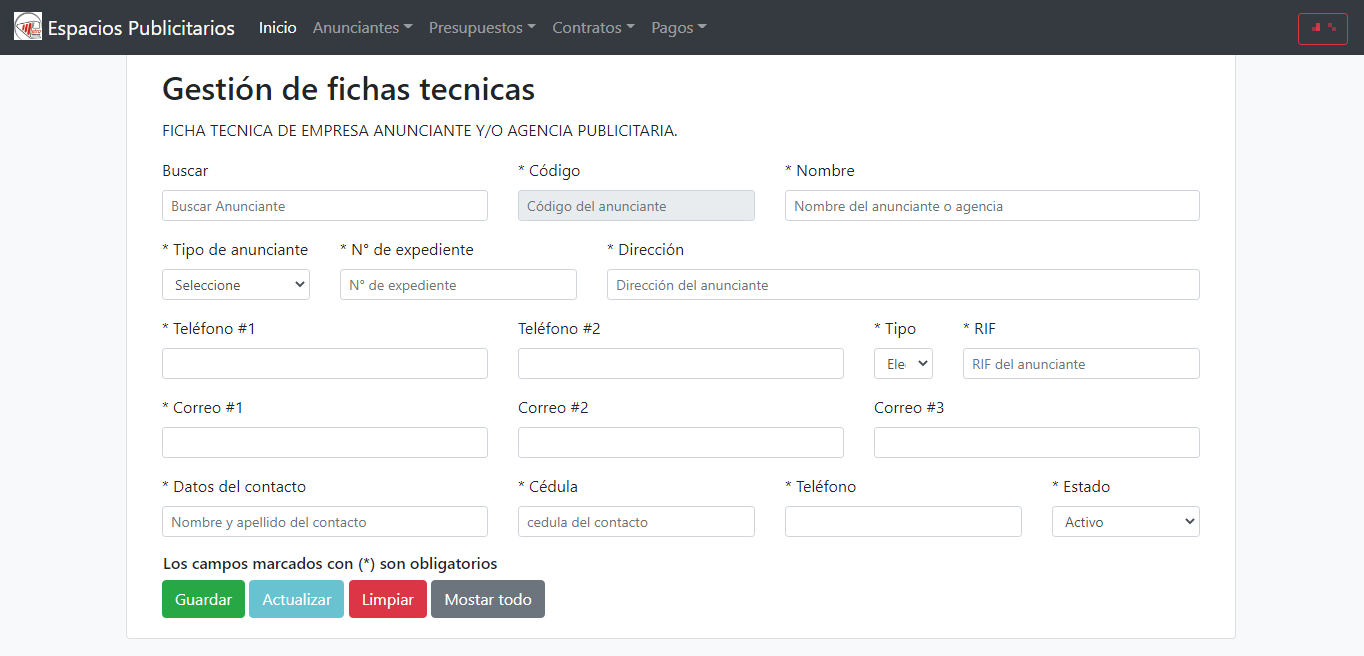 Espacios Publicitarios Inicio Anunciantes Presupuestos Contratos Pagos
Gestión de fichas tecnicas
FICHA TECNICA DE EMPRESA ANUNCIANTE Y/O AGENCIA PUBLICITARIA.
Buscar * Código * Nombre
Buscar Anunciante Código del anunciante Nombre del anunciante o agencia
* Tipo de anunciante * N° de expediente * Dirección
Seleccione N° de expediente Dirección del anunciante
* Teléfono #1 Teléfono #2 * Tipo * RIF
Ele RIF del anunciante
* Correo #1 Correo #2 Correo #3
* Datos del contacto * Cédula * Teléfono * Estado
Nombre y apellido del contacto cedula del contacto Activo
Los campos marcados con (*) son obligatorios
Guardar Actualizar Limpiar Mostar todo